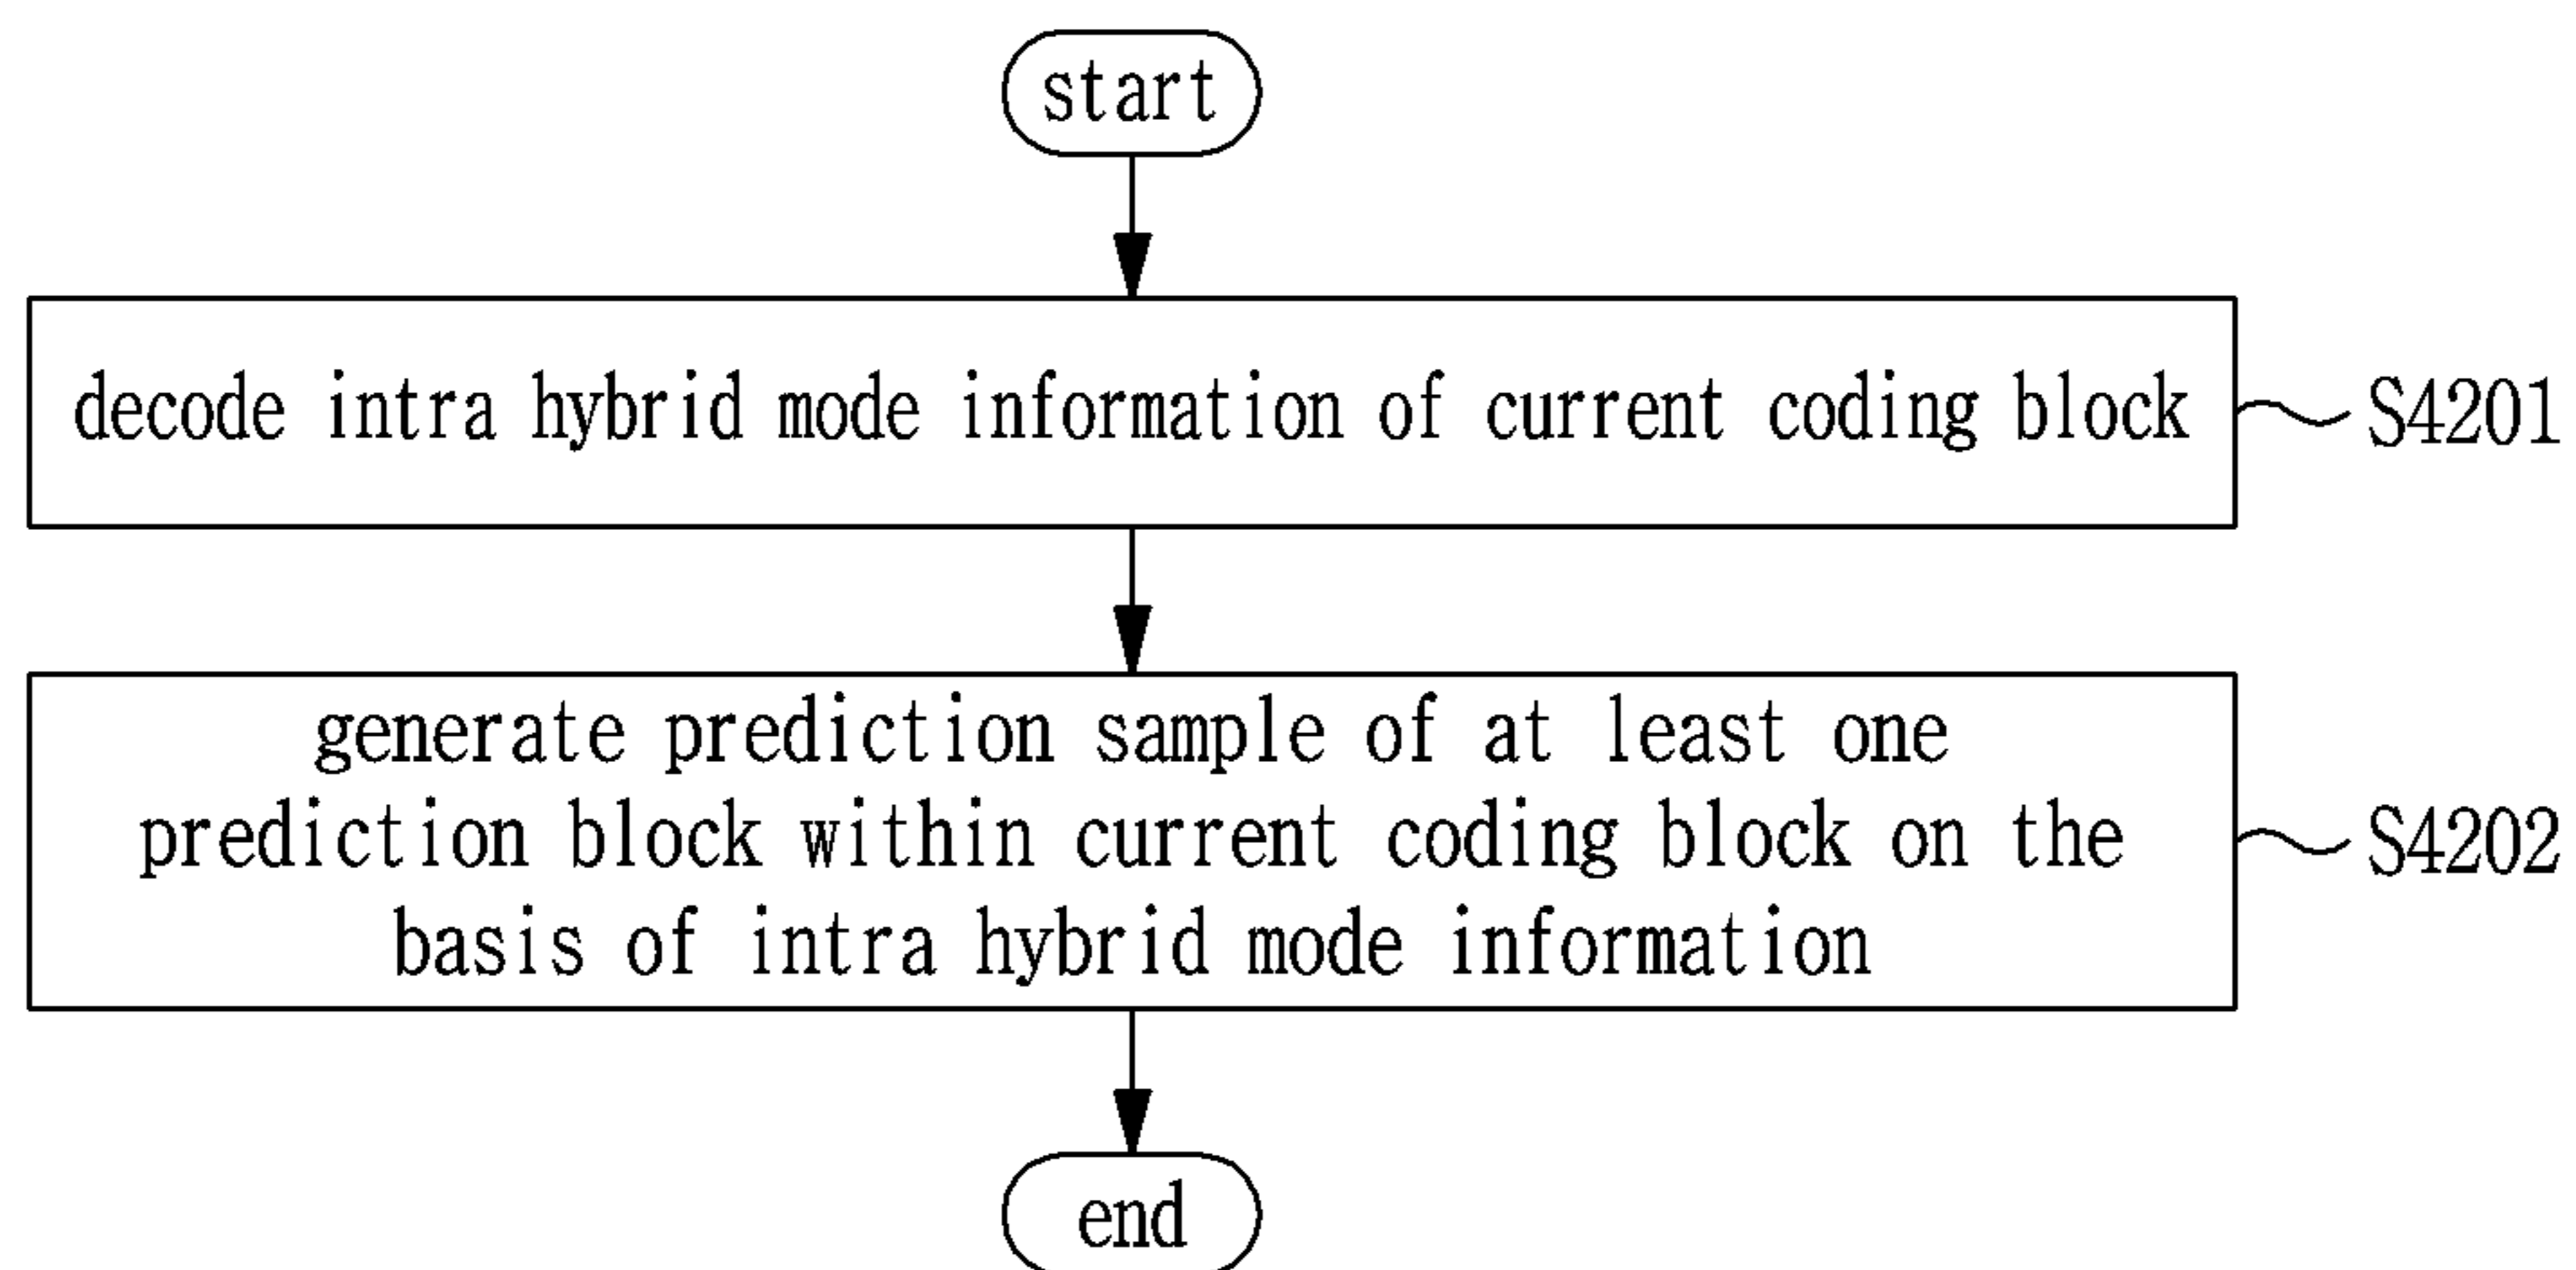 start
decode intra hybrid mode information of current coding block
S4201
generate prediction sample of at least one
prediction block within current coding block on the
basis of intra hybrid mode information
S4202
end